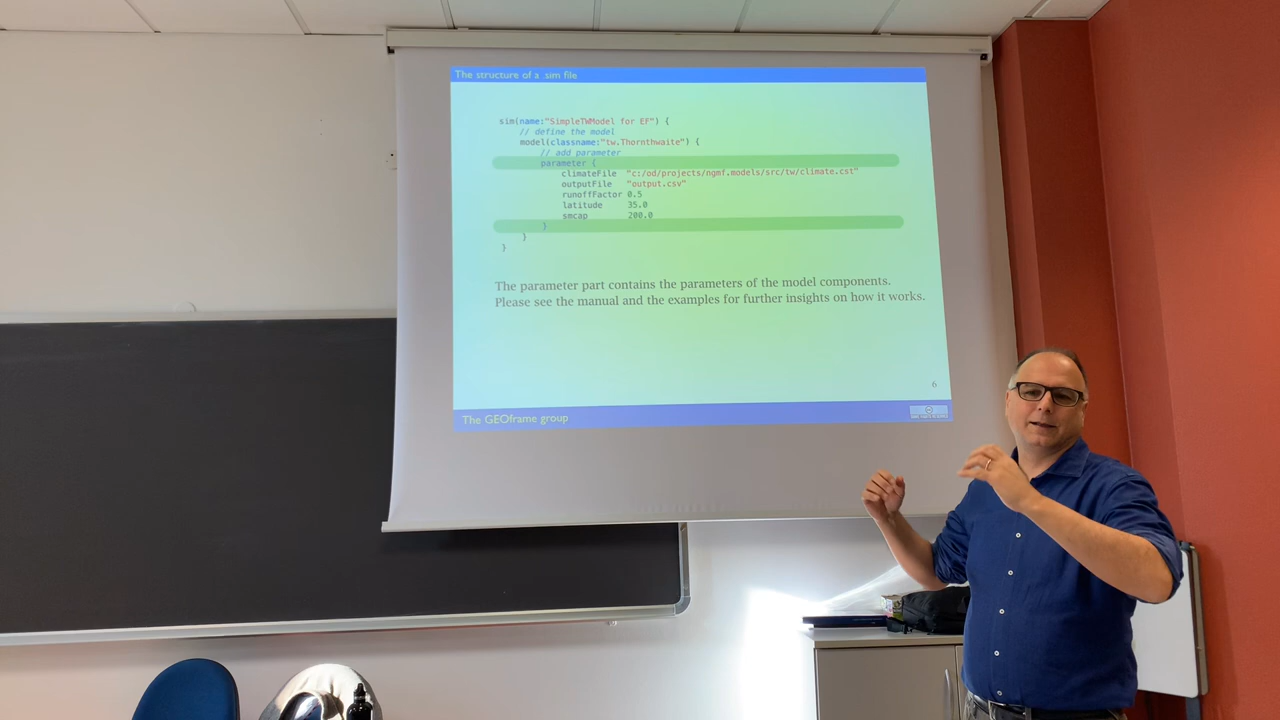 The structure of a .sim file
sim(name:"SimpleTWModel for EF") {
// define the model
model(classname:"tw.Thornthwaite") {
// add parameter
parameter {
climateFile "c:/od/projects/ngmf.models/src/tw/climate.cst"
outputFile "output.csv"
runoffFactor 0.5
latitude 35.0
smcap 200.0
}
}
}
The parameter part contains the parameters of the model components.
Please see the manual and the examples for further insights on how it works.
6
The GEOframe group